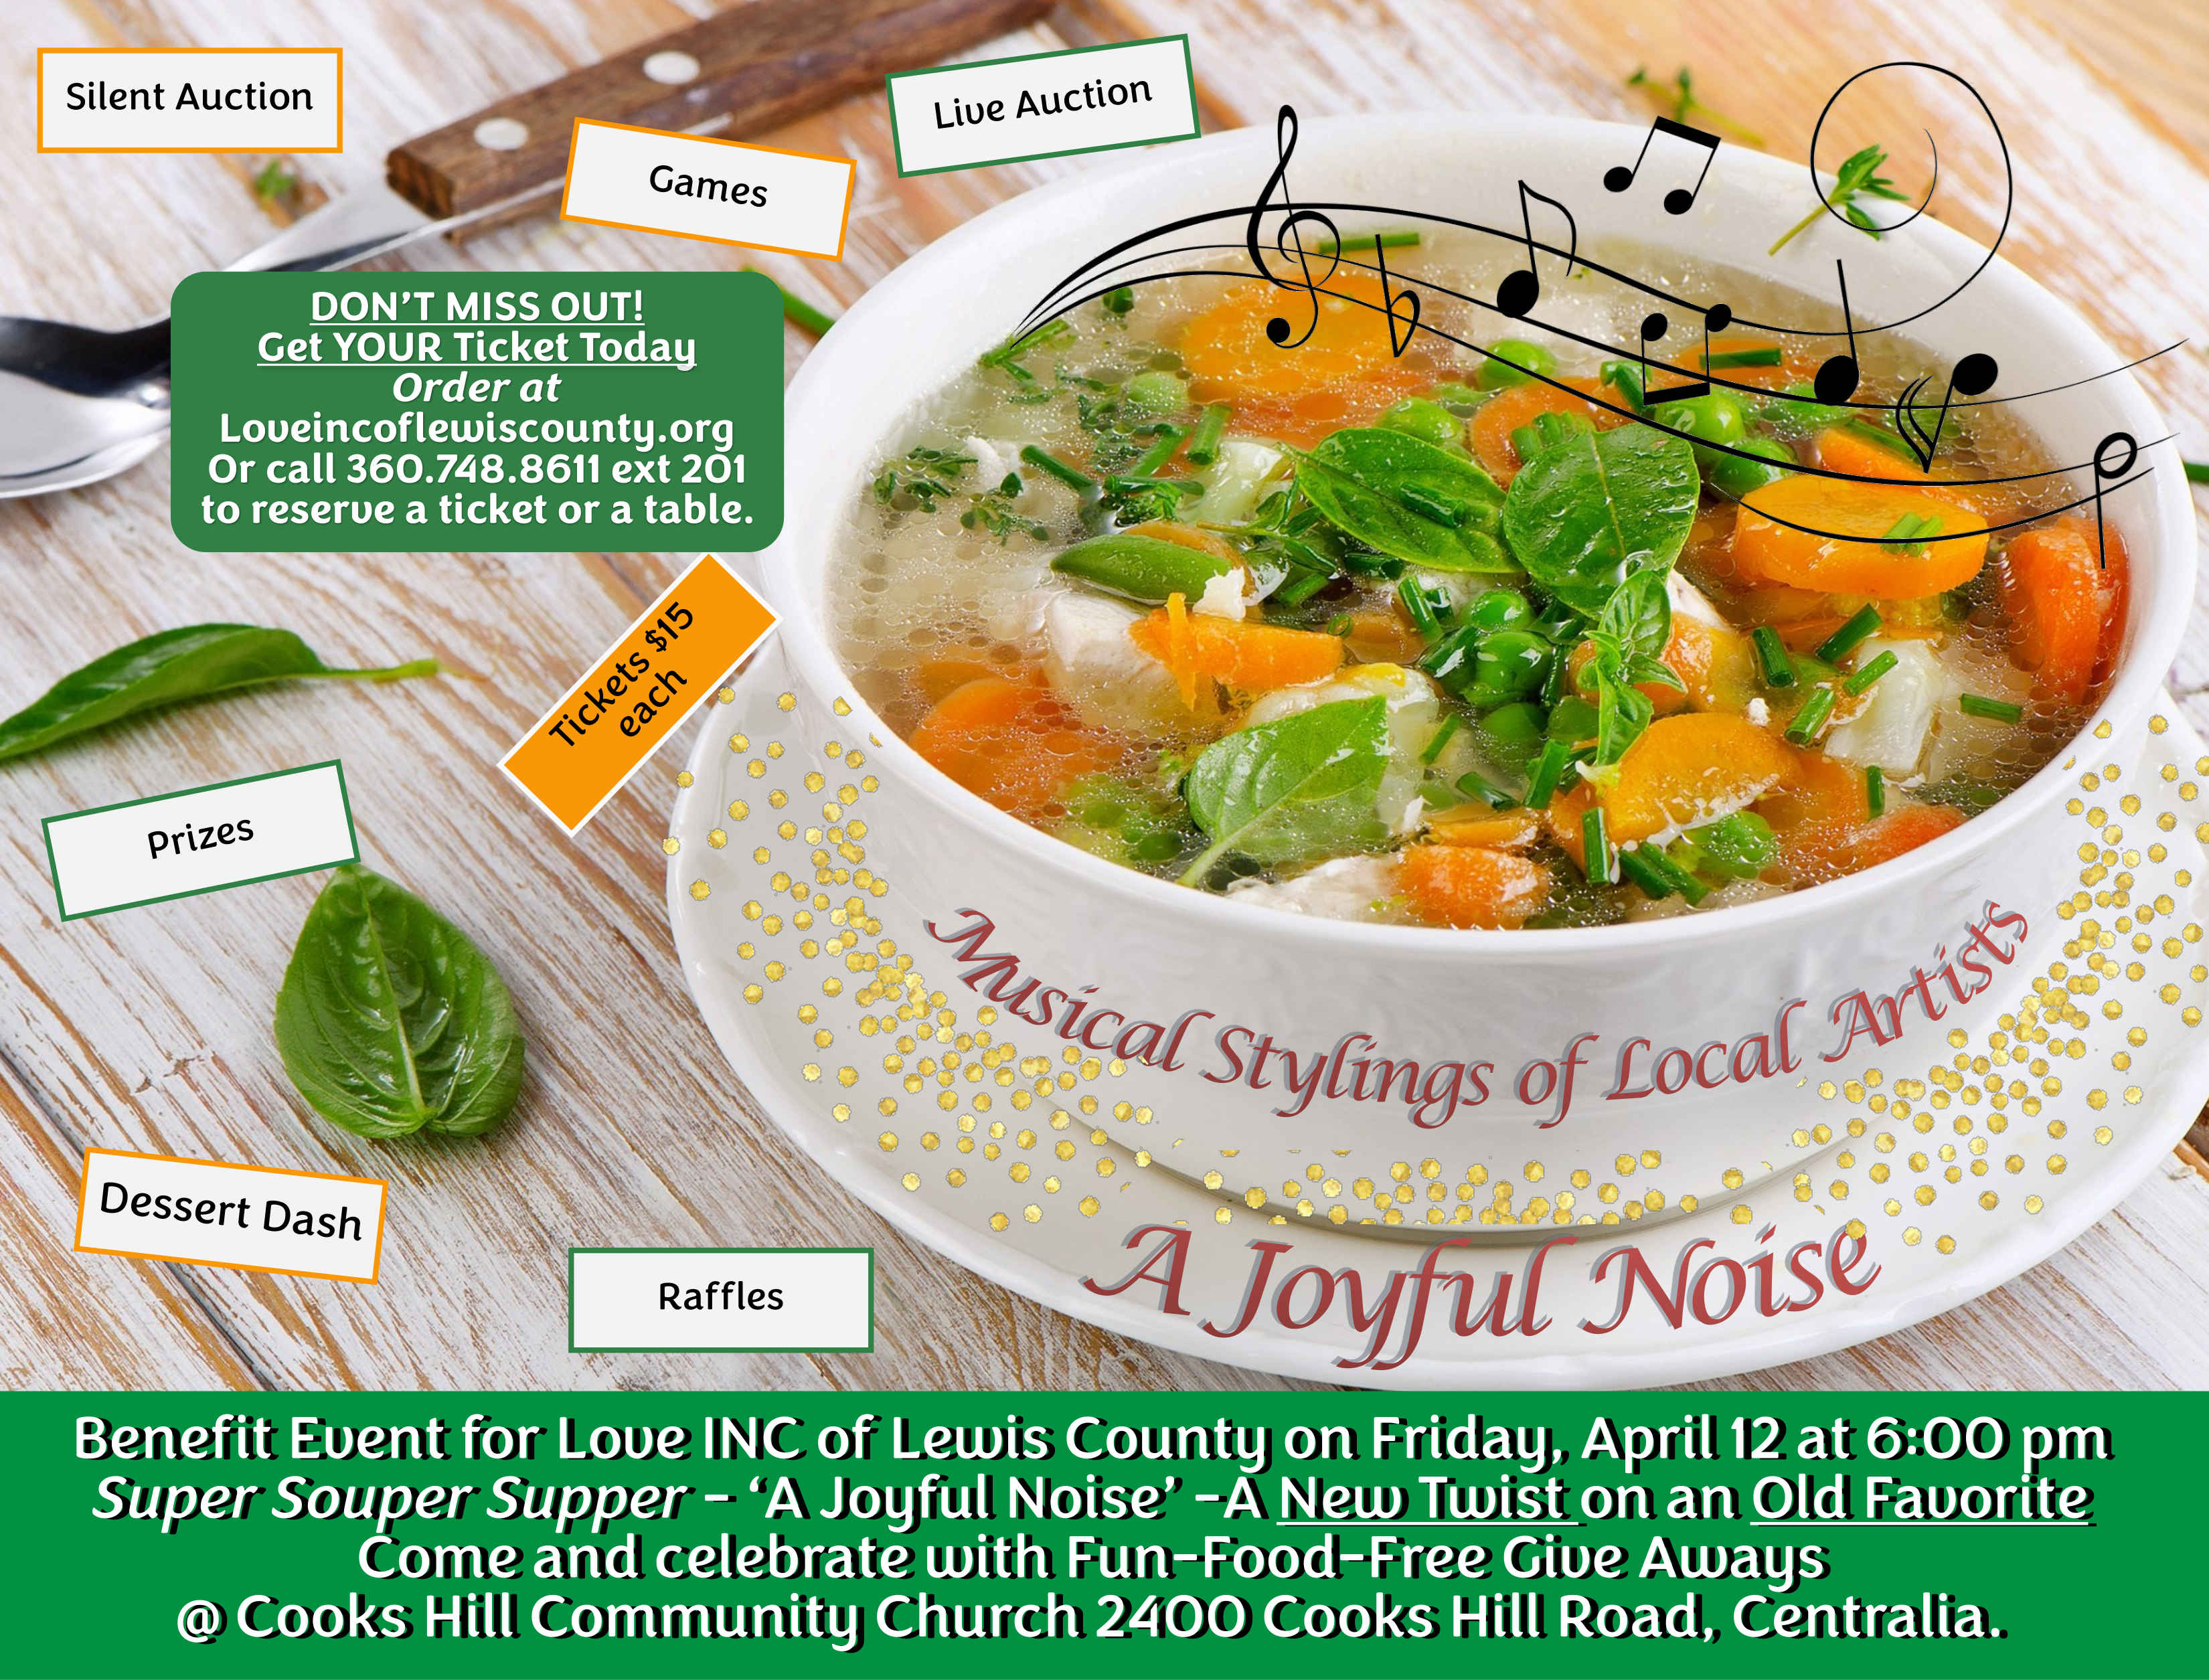 Silent Auction
Games
Live Auction
DON'T MISS OUT!
Get YOUR Ticket Today
Order at
Loveincoflewiscounty.org
Or call 360.748.8611 ext 201
to reserve a ticket or a table.
Tickets $15
each
Prizes
Dessert Dash
Raffles
Musical Stylings of Local Artists
A Joyful Noise
Benefit Event for Love INC of Lewis County on Friday, April 12 at 6:00 pm
Super Souper Supper - 'A Joyful Noise' -A New Twist on an Old Favorite
Come and celebrate with Fun-Food-Free Give Aways
@ Cooks Hill Community Church 2400 Cooks Hill Road, Centralia.